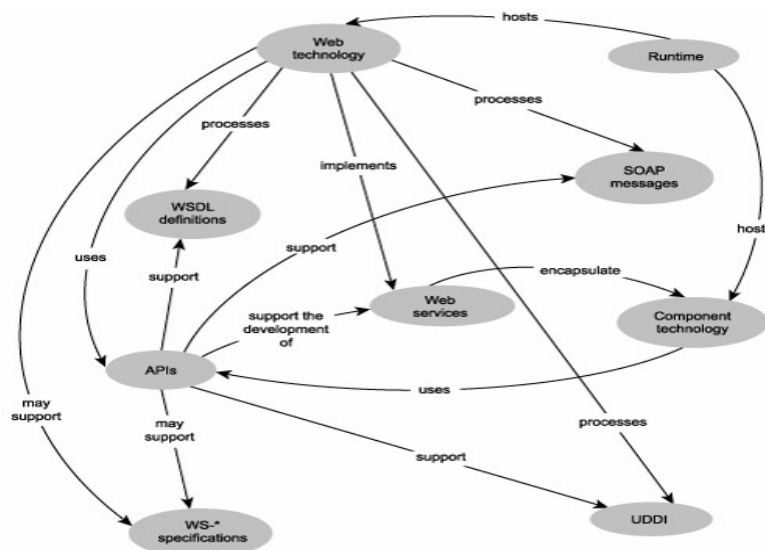 hosts
Web
technology
Runtime
processes
processes
implements
SOAP
messages
WSDL
definitions
uses
support
support
host
encapsulate
support the
development
of
Web
services
Component
technology
APIs
uses
may
support
may
support
processes
support
WS-*
specifications
UDDI